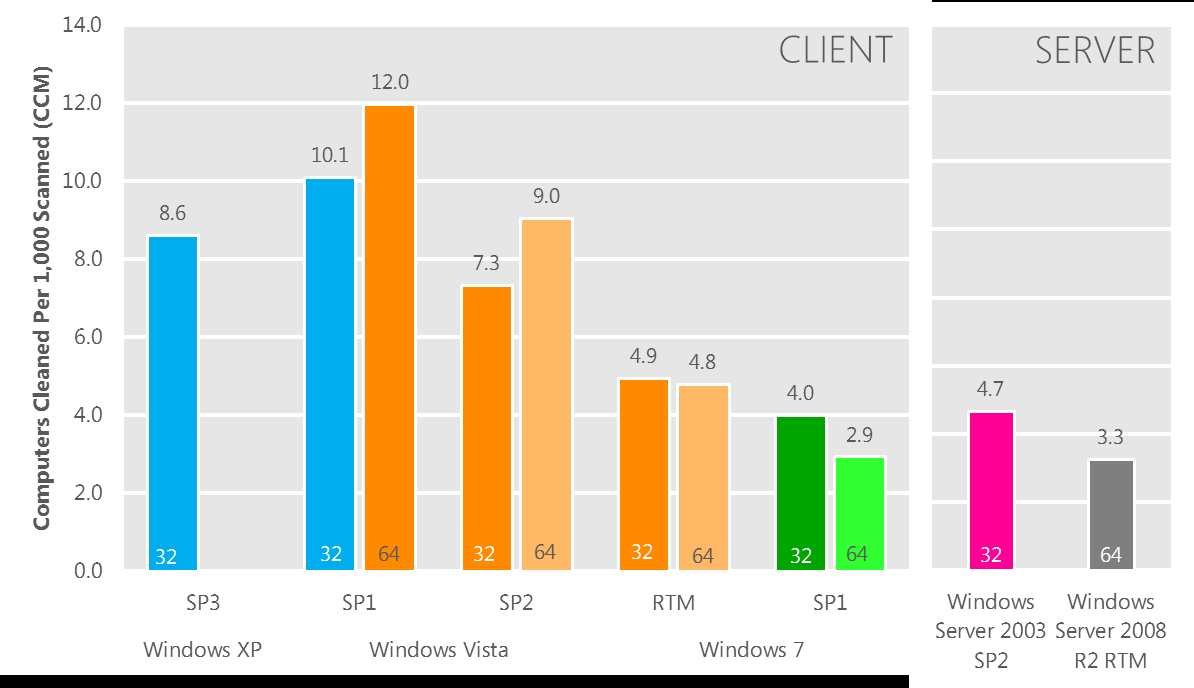 CLIENT
SERVER
Computers Cleaned Per 1,000 Scanned (CCM)
14.0
12.0
10.0
8.0
6.0
4.0
2.0
0.0
8.6
10.1
12.0
7.3
9.0
4.9
4.8
4.0
2.9
4.7
3.3
32
32
64
32
64
32
64
32
64
32
64
SP3
SP1
SP2
RTM
SP1
Windows XP
Windows Vista
Windows 7
Windows
Server 2003
SP2
Windows
Server 2008
R2 RTM